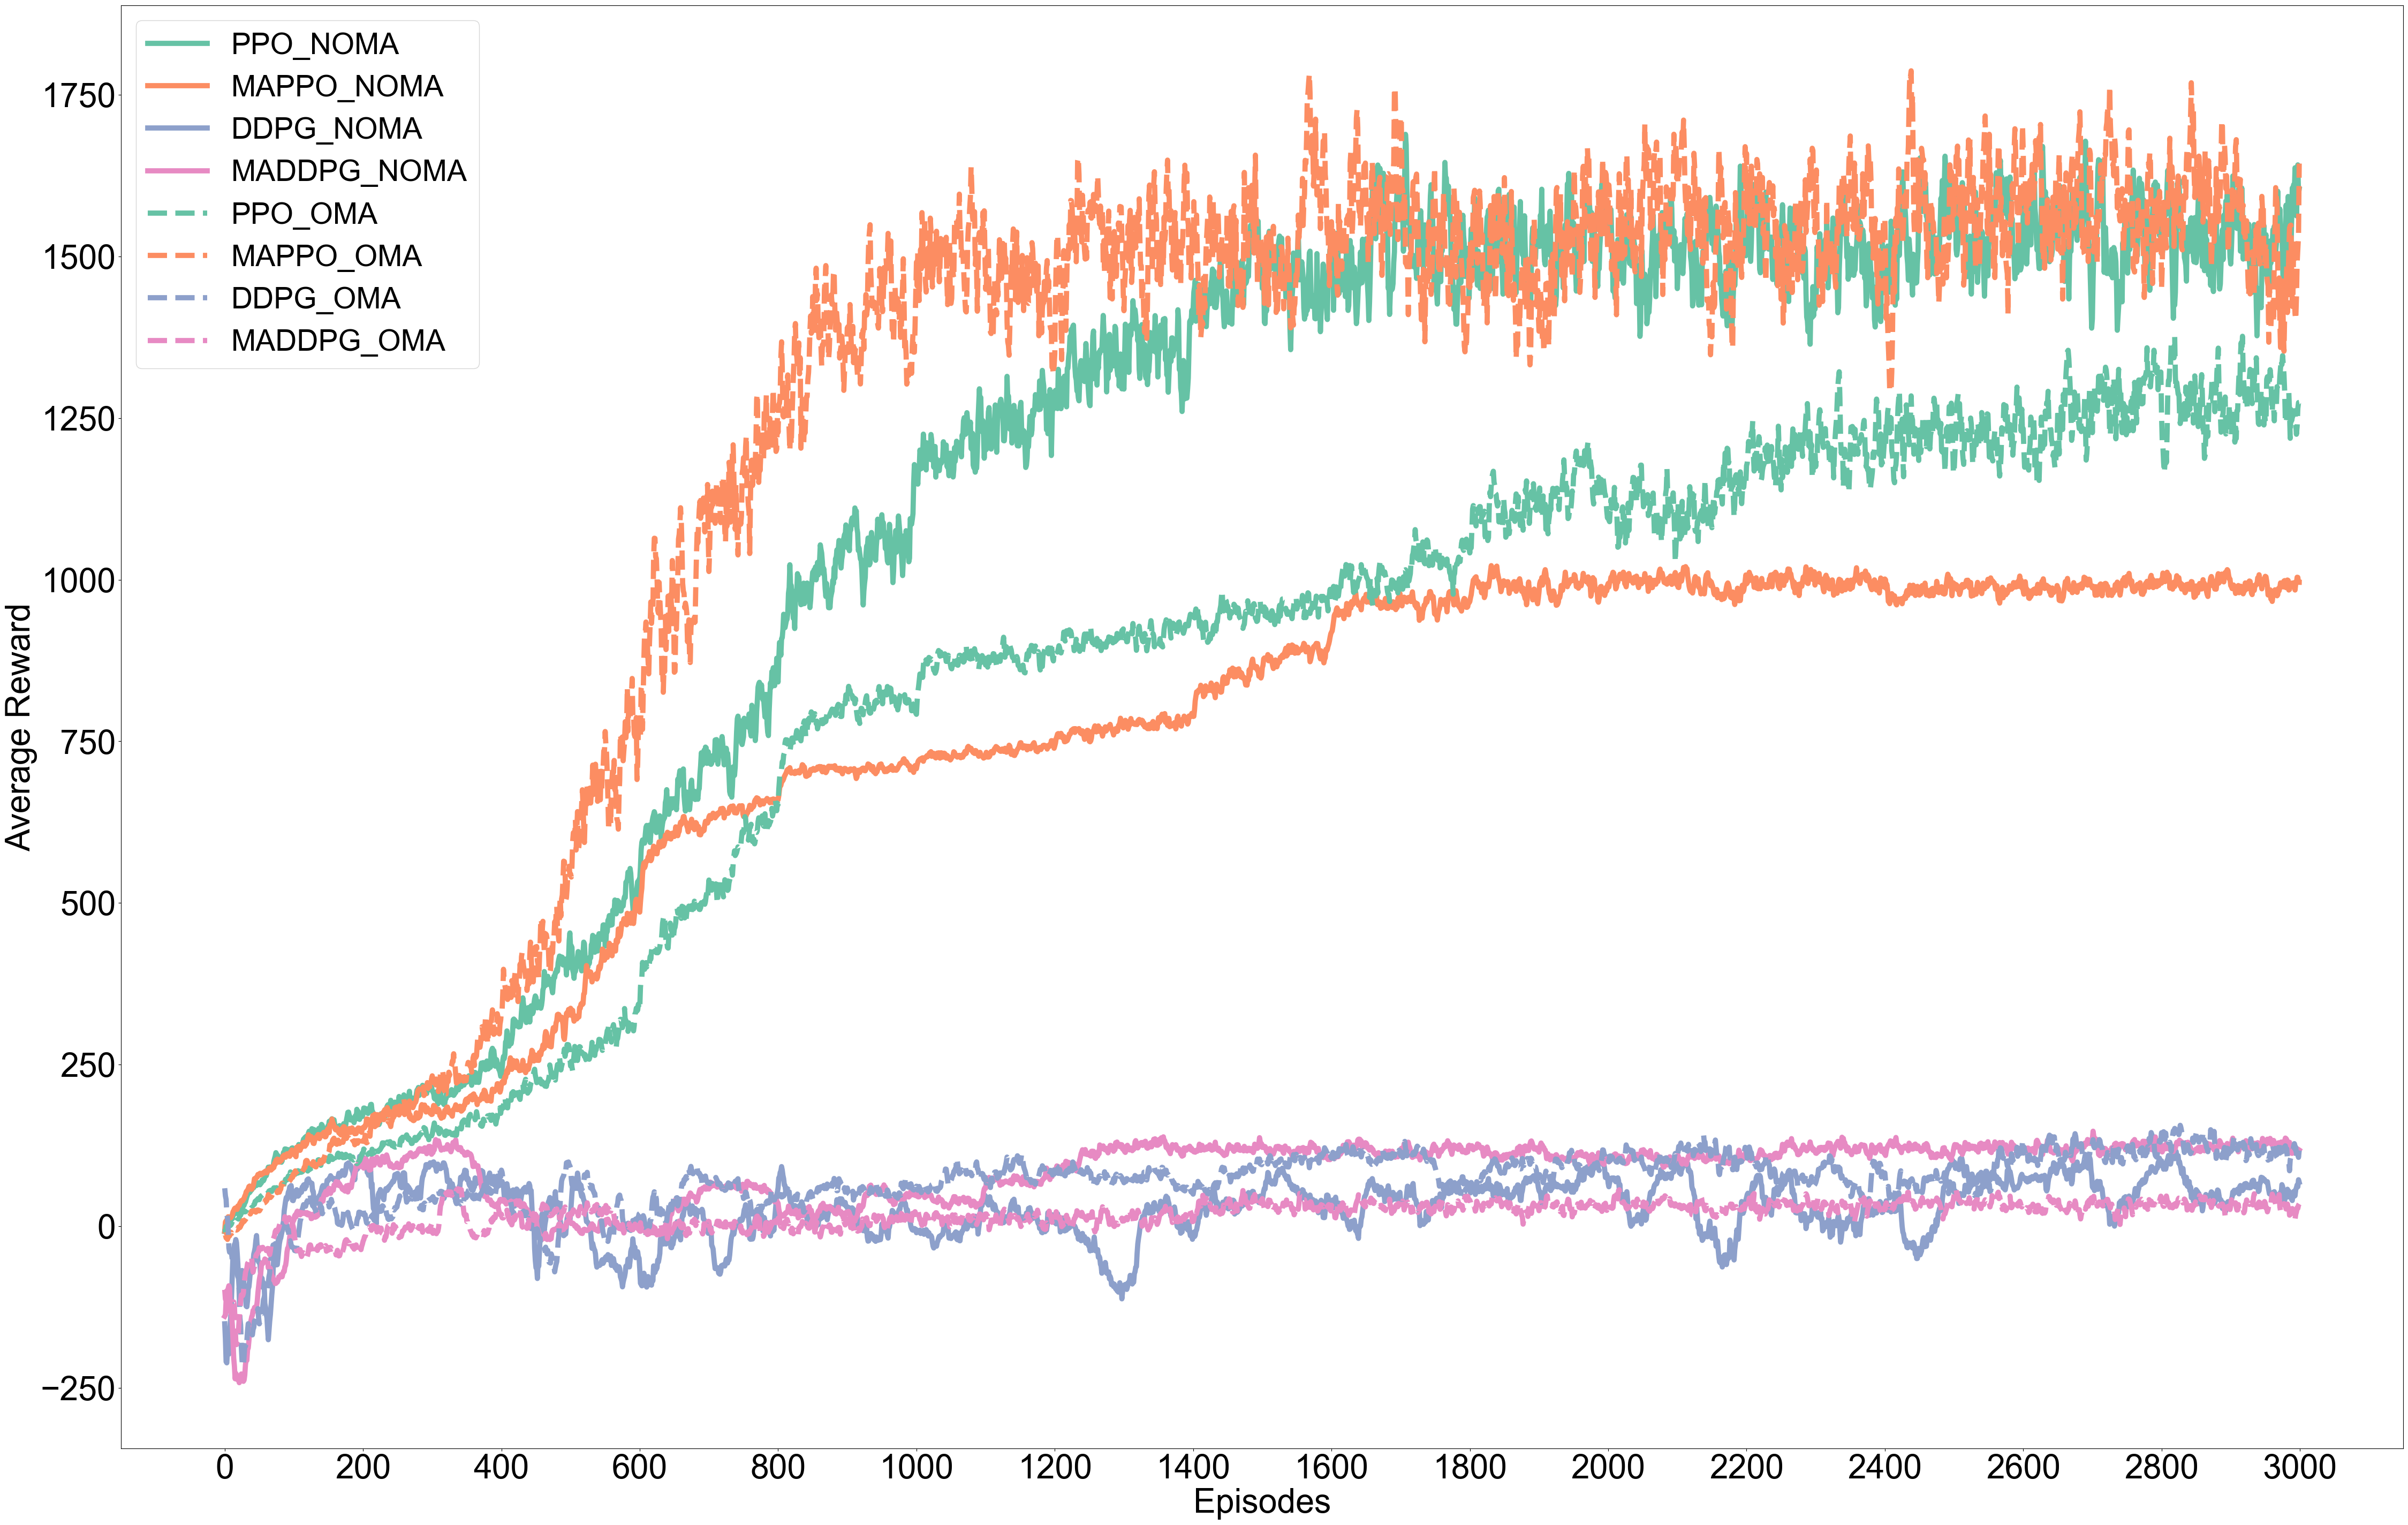 PPO_NOMA
MAPPO_NOMA
DDPG_NOMA
MADDPG_NOMA
PPO_OMA
MAPPO_OMA
DDPG_OMA
MADDPG_OMA
1750
1500
1250
1000
750
500
250
0
−250
Average Reward
0 200 400 600 800 1000 1200 1400 1600 1800 2000 2200 2400 2600 2800 3000
Episodes